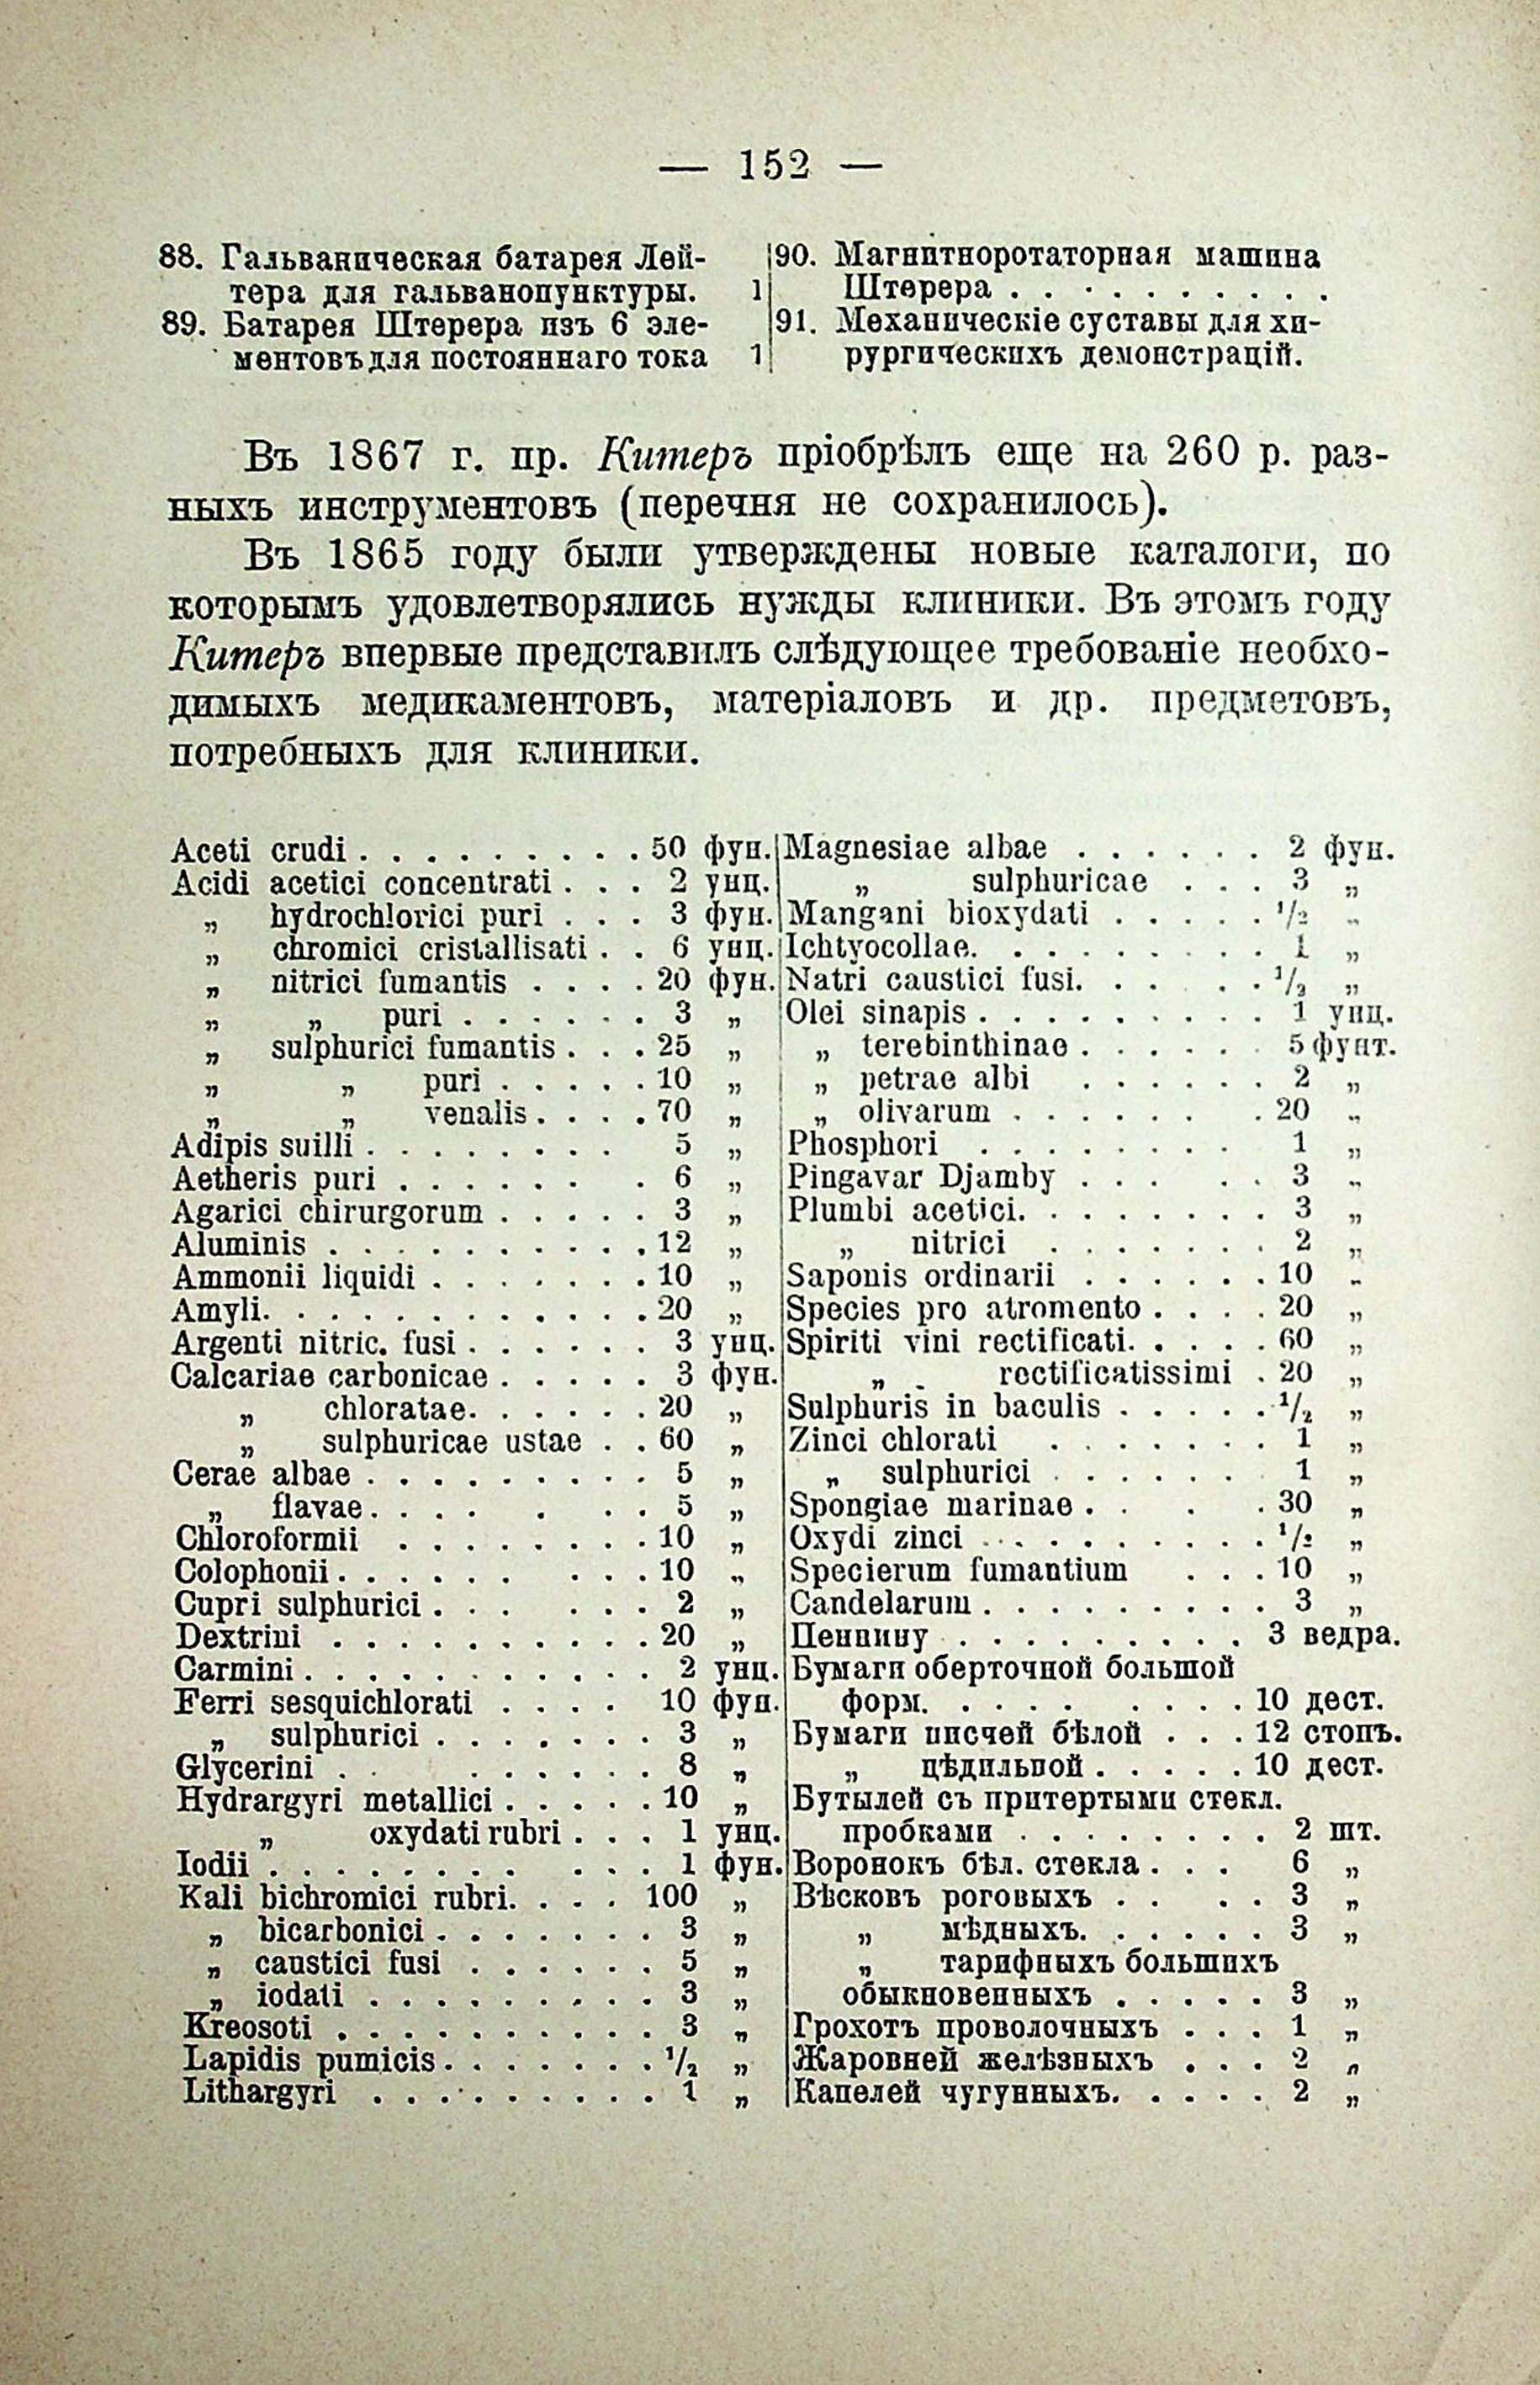 — 152 —
88. Гальваническая батарея Лей-
тера для гальванопунктуры. 1
89. Батарея Штерера изъ 6 эле-
ментовъ для постояннаго тока 1
90. Магнитноротаторная машина
Штерера . . . . . . . . . .
91. Механическіе суставы для хи-
рургическихъ демонстрацій.
Въ 1867 г. пр. Китеръ пріобрѣлъ еще на 260 р. раз-
ныхъ инструментовъ (перечня не сохранилось).
Въ 1865 году были утверждены новые каталоги, по
которымъ удовлетворялись нужды клиники. Въ этомъ году
Китеръ впервые представилъ слѣдующее требованіе необхо-
димыхъ медикаментовъ, матеріаловъ и др. предметовъ,
потребныхъ для клиники.
Aceti crudi . . . . . . . . . . 50 фун.
Acidi acetici concentrati . . . 2 унц.
„ hydrochlorici puri . . . 3 фун.
„ chromici cristallisati . . 6 унц.
„ nitrici fumantis . . . . 20 фун.
„ „ puri . . . . . . . 3 „
„ sulphurici fumantis . . . 25 „
„ „ puri . . . . . 10 „
„ „ venalis . . . . 70 „
Adipis suilli . . . . . . . . 5 „
Aetheris puri . . . . . . . 6 „
Agarici chirurgorum . . . . . 3 „
Aluminis . . . . . . . . . . 12 „
Ammonii liquidi . . . . . . . 10 „
Amyli. . . . . . . . . . . . 20 „
Argenti nitric. fusi . . . . . . 3 унц.
Calcariae carbonicae . . . . . 3 фун.
„ chloratae. . . . . . 20 „
„ sulphuricae ustae . . 60 „
Cerae albae . . . . . . . . . 5 „
„ flavae. . . . . . . 5 „
Chloroformii . . . . . . . . 10 „
Colophonii . . . . . . . . . 10 „
Cupri sulphurici . . . . . . 2 „
Dextrini . . . . . . . . . . 20 „
Carmini . . . . . . . . . . . 2 унц.
Ferri sesquichlorati . . . . 10 фун.
„ sulphurici . . . . . . . 3 „
Glycerini . . . . . . . . 8 „
Hydrargyri metallici . . . . . 10 „
„ oxydati rubri . . . 1 унц.
Iodii . . . . . . . . . . . 1 фун.
Kali bichromici rubri. . . . 100 „
„ bicarbonici . . . . . . . 3 „
„ caustici fusi . . . . . . 5 „
„ iodati . . . . . . . . . 3 „
Kreosoti . . . . . . . . . . 3 „
Lapidis pumicis . . . . . . . 1/2 „
Lithargyri . . . . . . . . . 1 „
Magnesiae albae . . . . . . 2 фун.
„ sulphuricae . . . 3 „
Mangani bioxydati . . . . . 1/2 „
Ichtyocollae. . . . . . . . . 1 „
Natri caustici fusi. . . . . 1/2 „
Olei sinapis . . . . . . . . . 1 унц.
„ terebinthinae . . . . . . 5 фунт.
„ petrae albi . . . . . . 2 „
„ olivarum . . . . . . . 20 „
Phosphori . . . . . . . . 1 „
Pingavar Djamby . . . . . 3 „
Plumbi acetici. . . . . . . . 3 „
„ nitrici . . . . . . . 2 „
Saponis ordinarii . . . . . . 10 „
Species pro atromento . . . . 20 „
Spiriti vini rectificati. . . . . 60 „
„ rectificatissimi . 20 „
Sulphuris in baculis . . . . . 1/2 „
Zinci chlorati . . . . . . . 1 „
„ sulphurici . . . . . . 1 „
Spongiae marinae . . . . 30 „
Oxydi zinci . . . . . . . . . 1/2 „
Specierum fumantium . . . 10 „
Candelarum . . . . . . . . . 3 „
Пеннину . . . . . . . . . 3 ведра.
Бумаги оберточной большой
форм. . . . . . . . . 10 дест.
Бумаги писчей бѣлой . . . 12 стопъ.
„ цѣдильной . . . . . 10 дест.
Бутылей съ притертыми стекл.
пробками . . . . . . . . 2 шт.
Воронокъ бѣл. стекла . . . 6 „
Вѣсковъ роговыхъ . . . . 3 „
„ мѣдныхъ. . . . . . 3 „
„ тарифныхъ большихъ
обыкновенныхъ . . . . . 3 „
Грохотъ проволочныхъ . . . 1 „
Жаровней желѣзныхъ . . . 2 „
Капелей чугунныхъ. . . . . 2 „